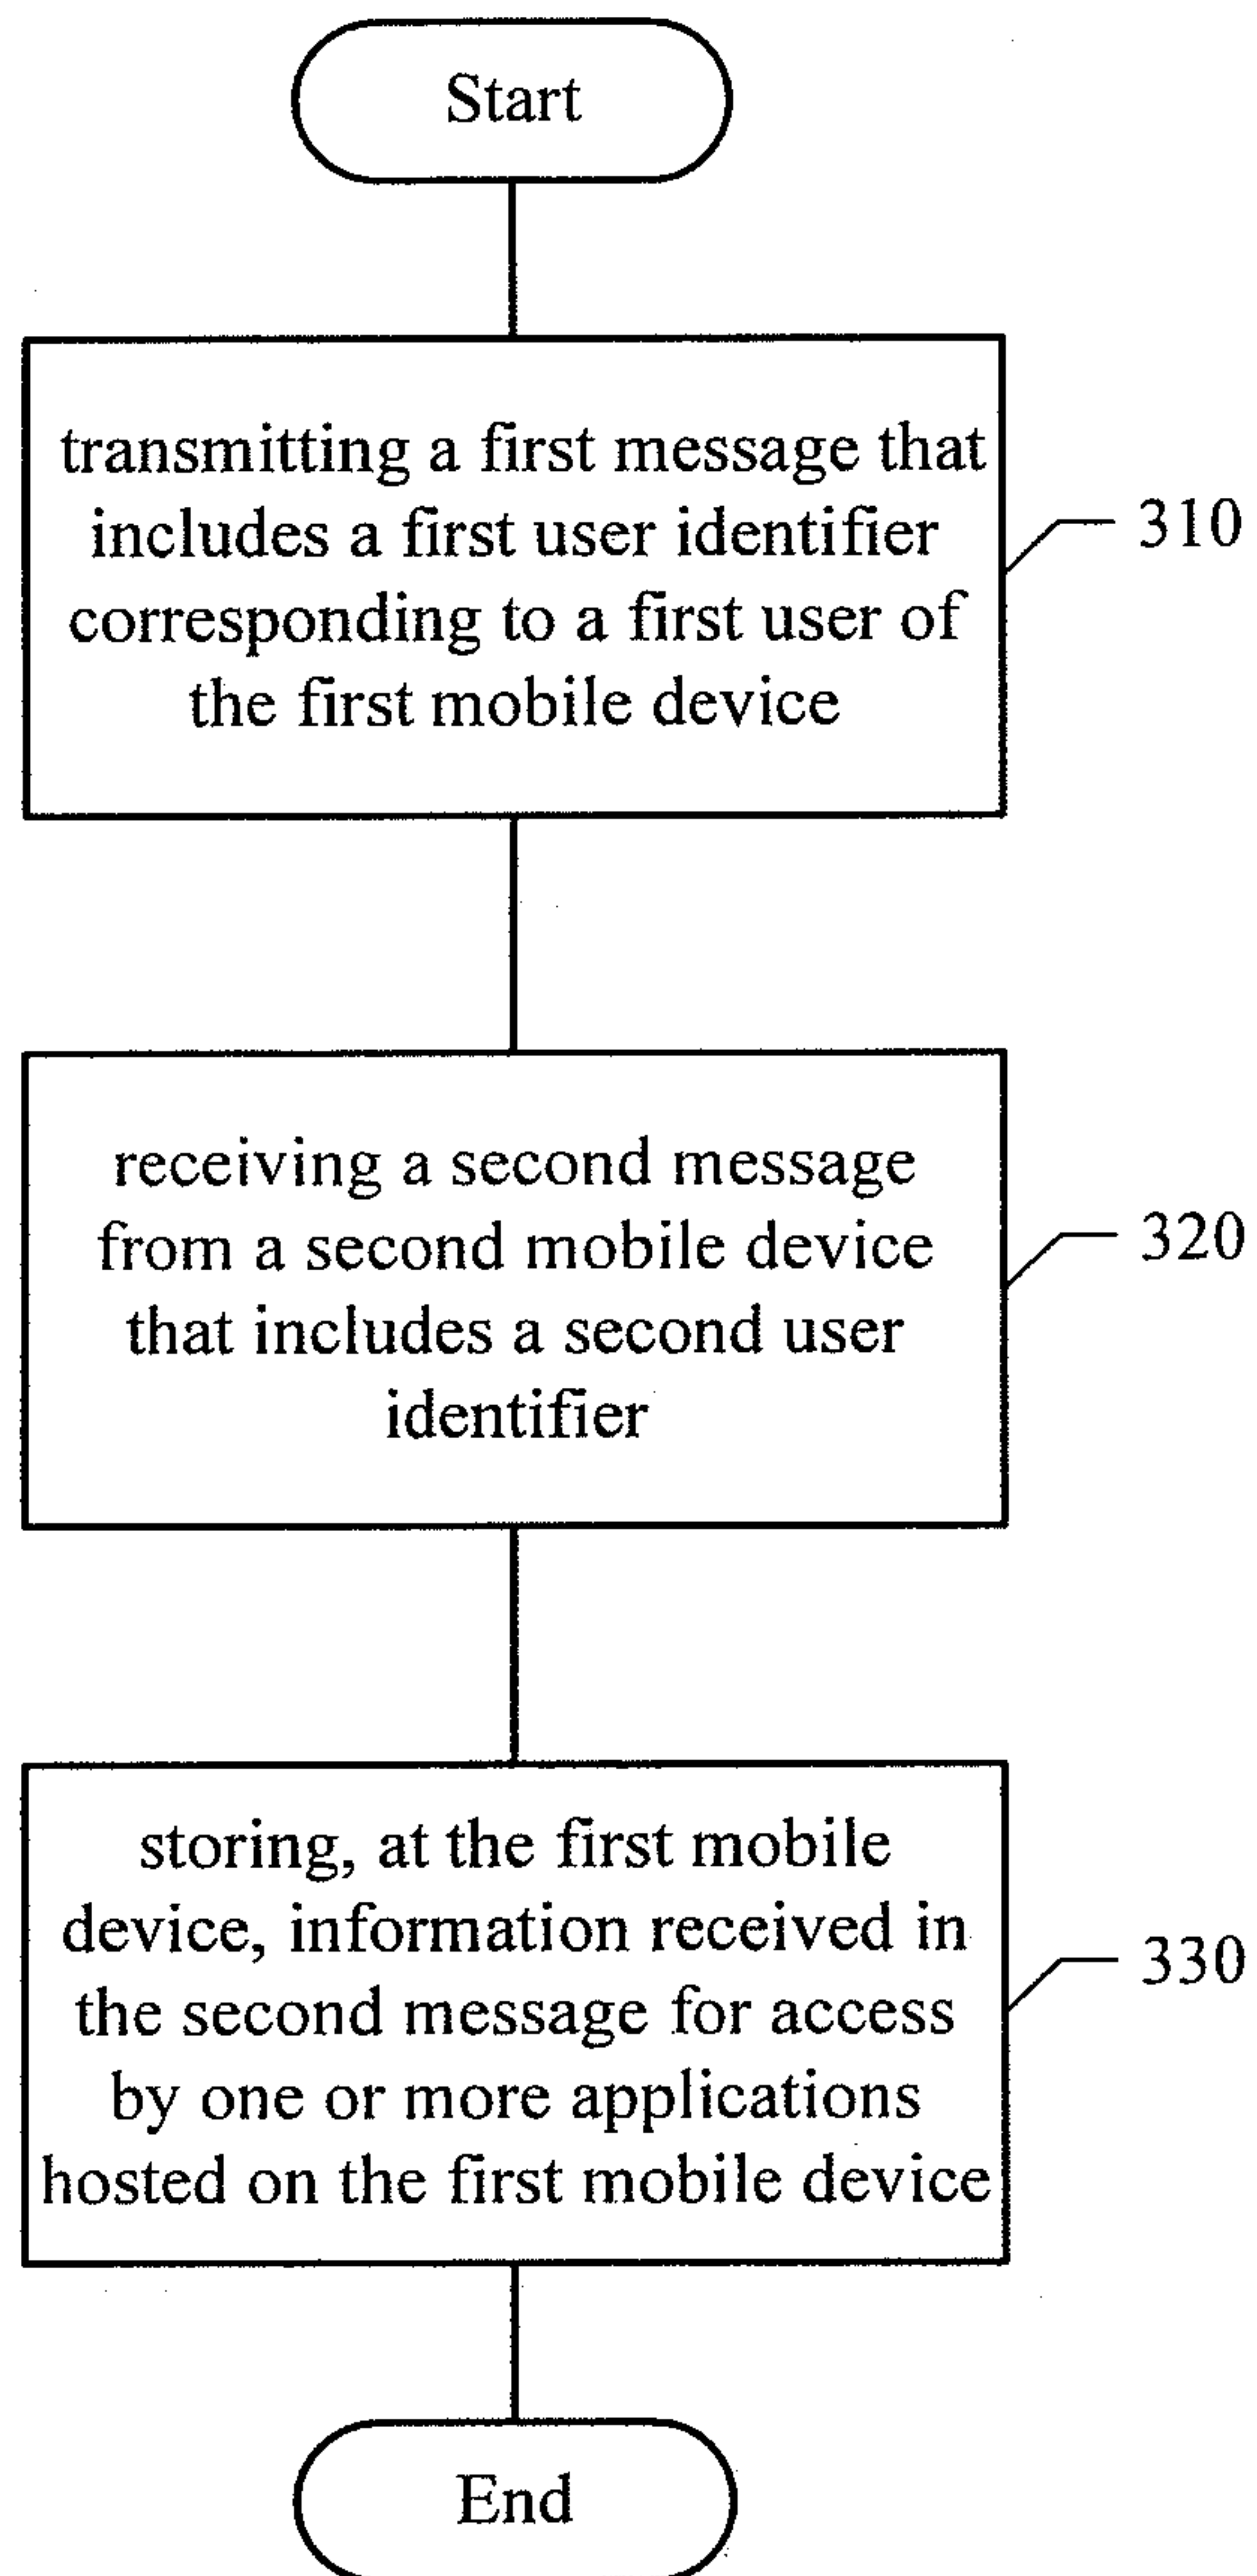 Start
transmitting a first message that
includes a first user identifier
corresponding to a first user of
the first mobile device
310
receiving a second message
from a second mobile device
that includes a second user
identifier
320
storing, at the first mobile
device, information received in
the second message for access
by one or more applications
hosted on the first mobile device
330
End